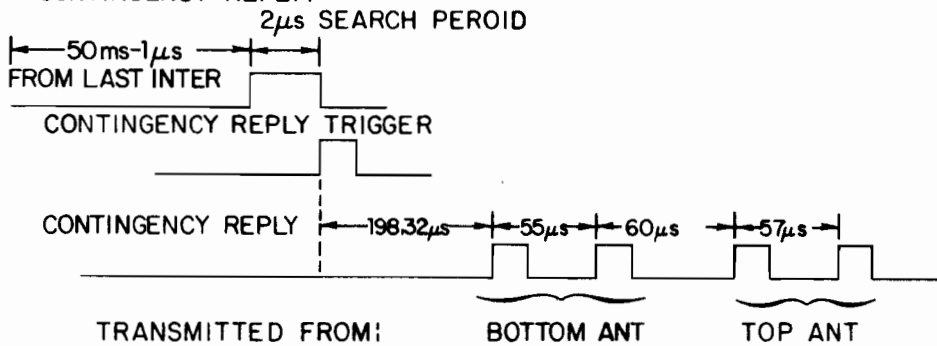 2μs SEARCH PEROID
50ms-1μs
FROM LAST INTER
CONTINGENCY REPLY TRIGGER
CONTINGENCY REPLY
198.32μs
55μs
60μs
57μs
TRANSMITTED FROM:
BOTTOM ANT
TOP ANT